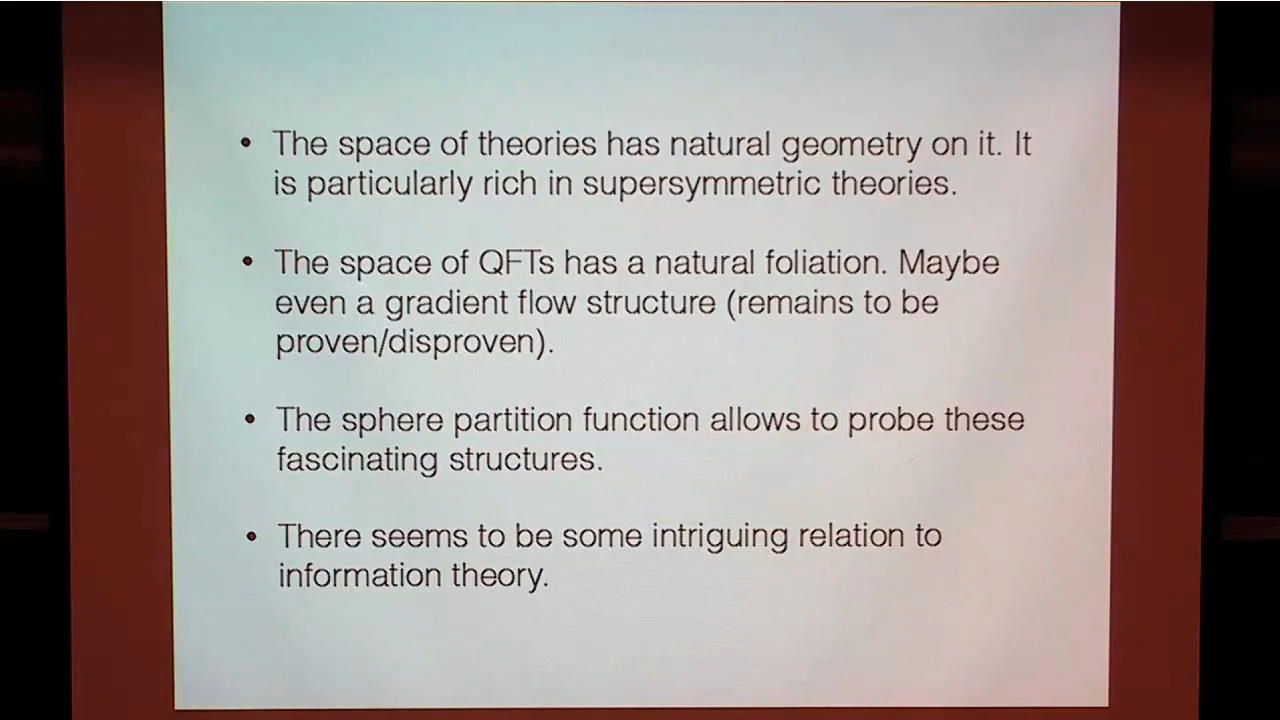 • The space of theories has natural geometry on it. It
is particularly rich in supersymmetric theories.
• The space of QFTs has a natural foliation. Maybe
even a gradient flow structure (remains to be
proven/disproven).
• The sphere partition function allows to probe these
fascinating structures.
• There seems to be some intriguing relation to
information theory.